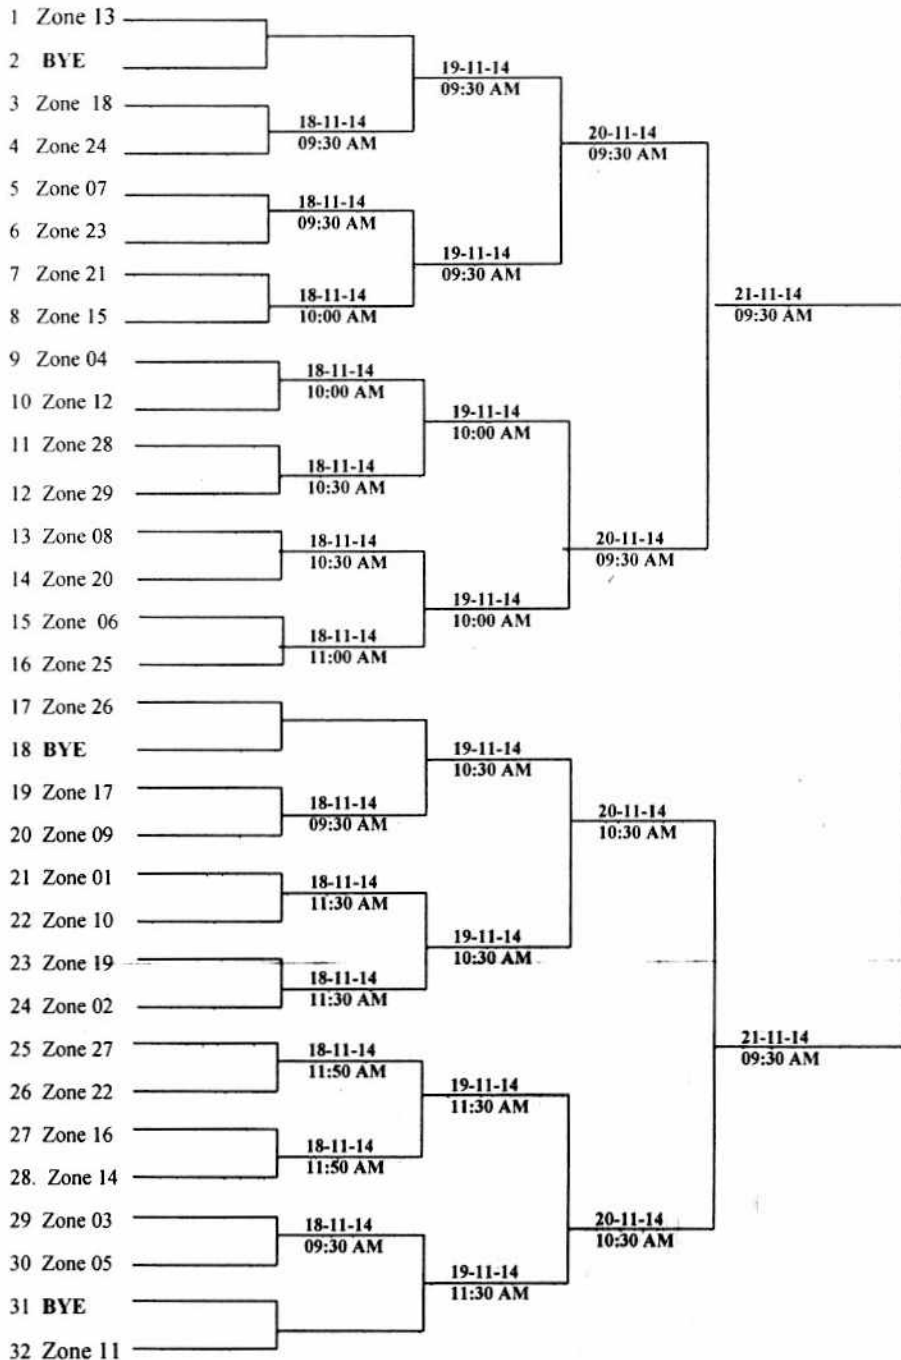 1 Zone 13
2 BYE
3 Zone 18
4 Zone 24
5 Zone 07
6 Zone 23
7 Zone 21
8 Zone 15
9 Zone 04
10 Zone 12
11 Zone 28
12 Zone 29
13 Zone 08
14 Zone 20
15 Zone 06
16 Zone 25
17 Zone 26
18 BYE
19 Zone 17
20 Zone 09
21 Zone 01
22 Zone 10
23 Zone 19
24 Zone 02
25 Zone 27
26 Zone 22
27 Zone 16
28. Zone 14
29 Zone 03
30 Zone 05
31 BYE
32 Zone 11
18-11-14
09:30 AM
18-11-14
09:30 AM
18-11-14
10:00 AM
18-11-14
10:00 AM
18-11-14
10:30 AM
18-11-14
10:30 AM
18-11-14
11:00 AM
18-11-14
09:30 AM
18-11-14
11:30 AM
18-11-14
11:30 AM
18-11-14
11:50 AM
18-11-14
11:50 AM
18-11-14
09:30 AM
19-11-14
09:30 AM
19-11-14
09:30 AM
19-11-14
10:00 AM
19-11-14
10:00 AM
19-11-14
10:30 AM
19-11-14
10:30 AM
19-11-14
11:30 AM
19-11-14
11:30 AM
20-11-14
09:30 AM
20-11-14
09:30 AM
20-11-14
10:30 AM
20-11-14
10:30 AM
21-11-14
09:30 AM
21-11-14
09:30 AM